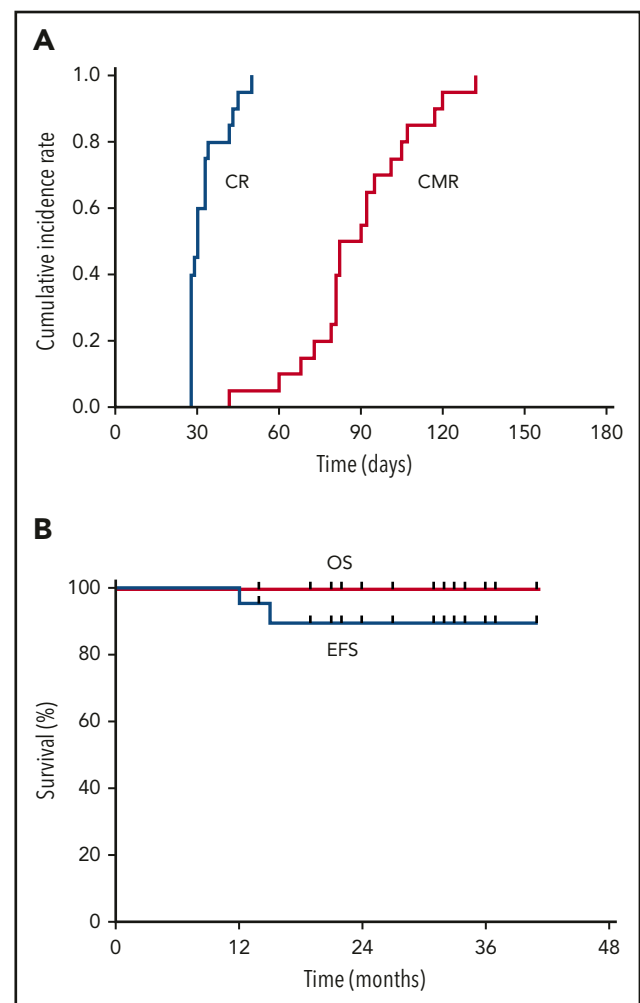 A
1.0
0.8
0.6
0.4
0.2
0.0
Cumulative incidence rate
CR
CMR
0 30 60 90 120 150 180
Time (days)
B
100
80
60
40
20
0
Survival (%)
OS
EFS
0 12 24 36 48
Time (months)